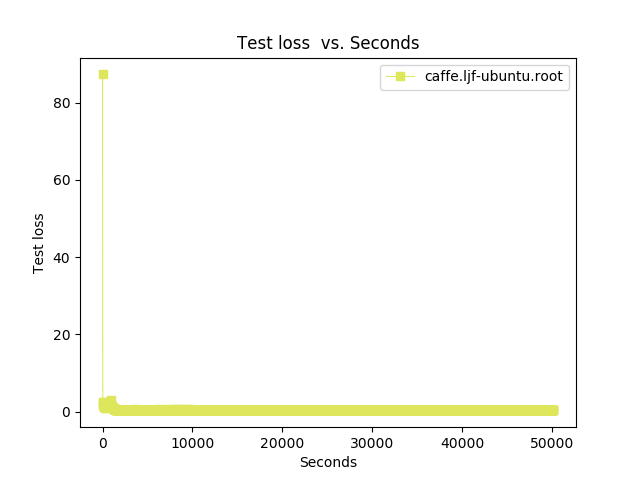 Test loss  vs. Seconds
caffe.ljf-ubuntu.root
Test loss
80
60
40
20
0
0 10000 20000 30000 40000 50000
Seconds